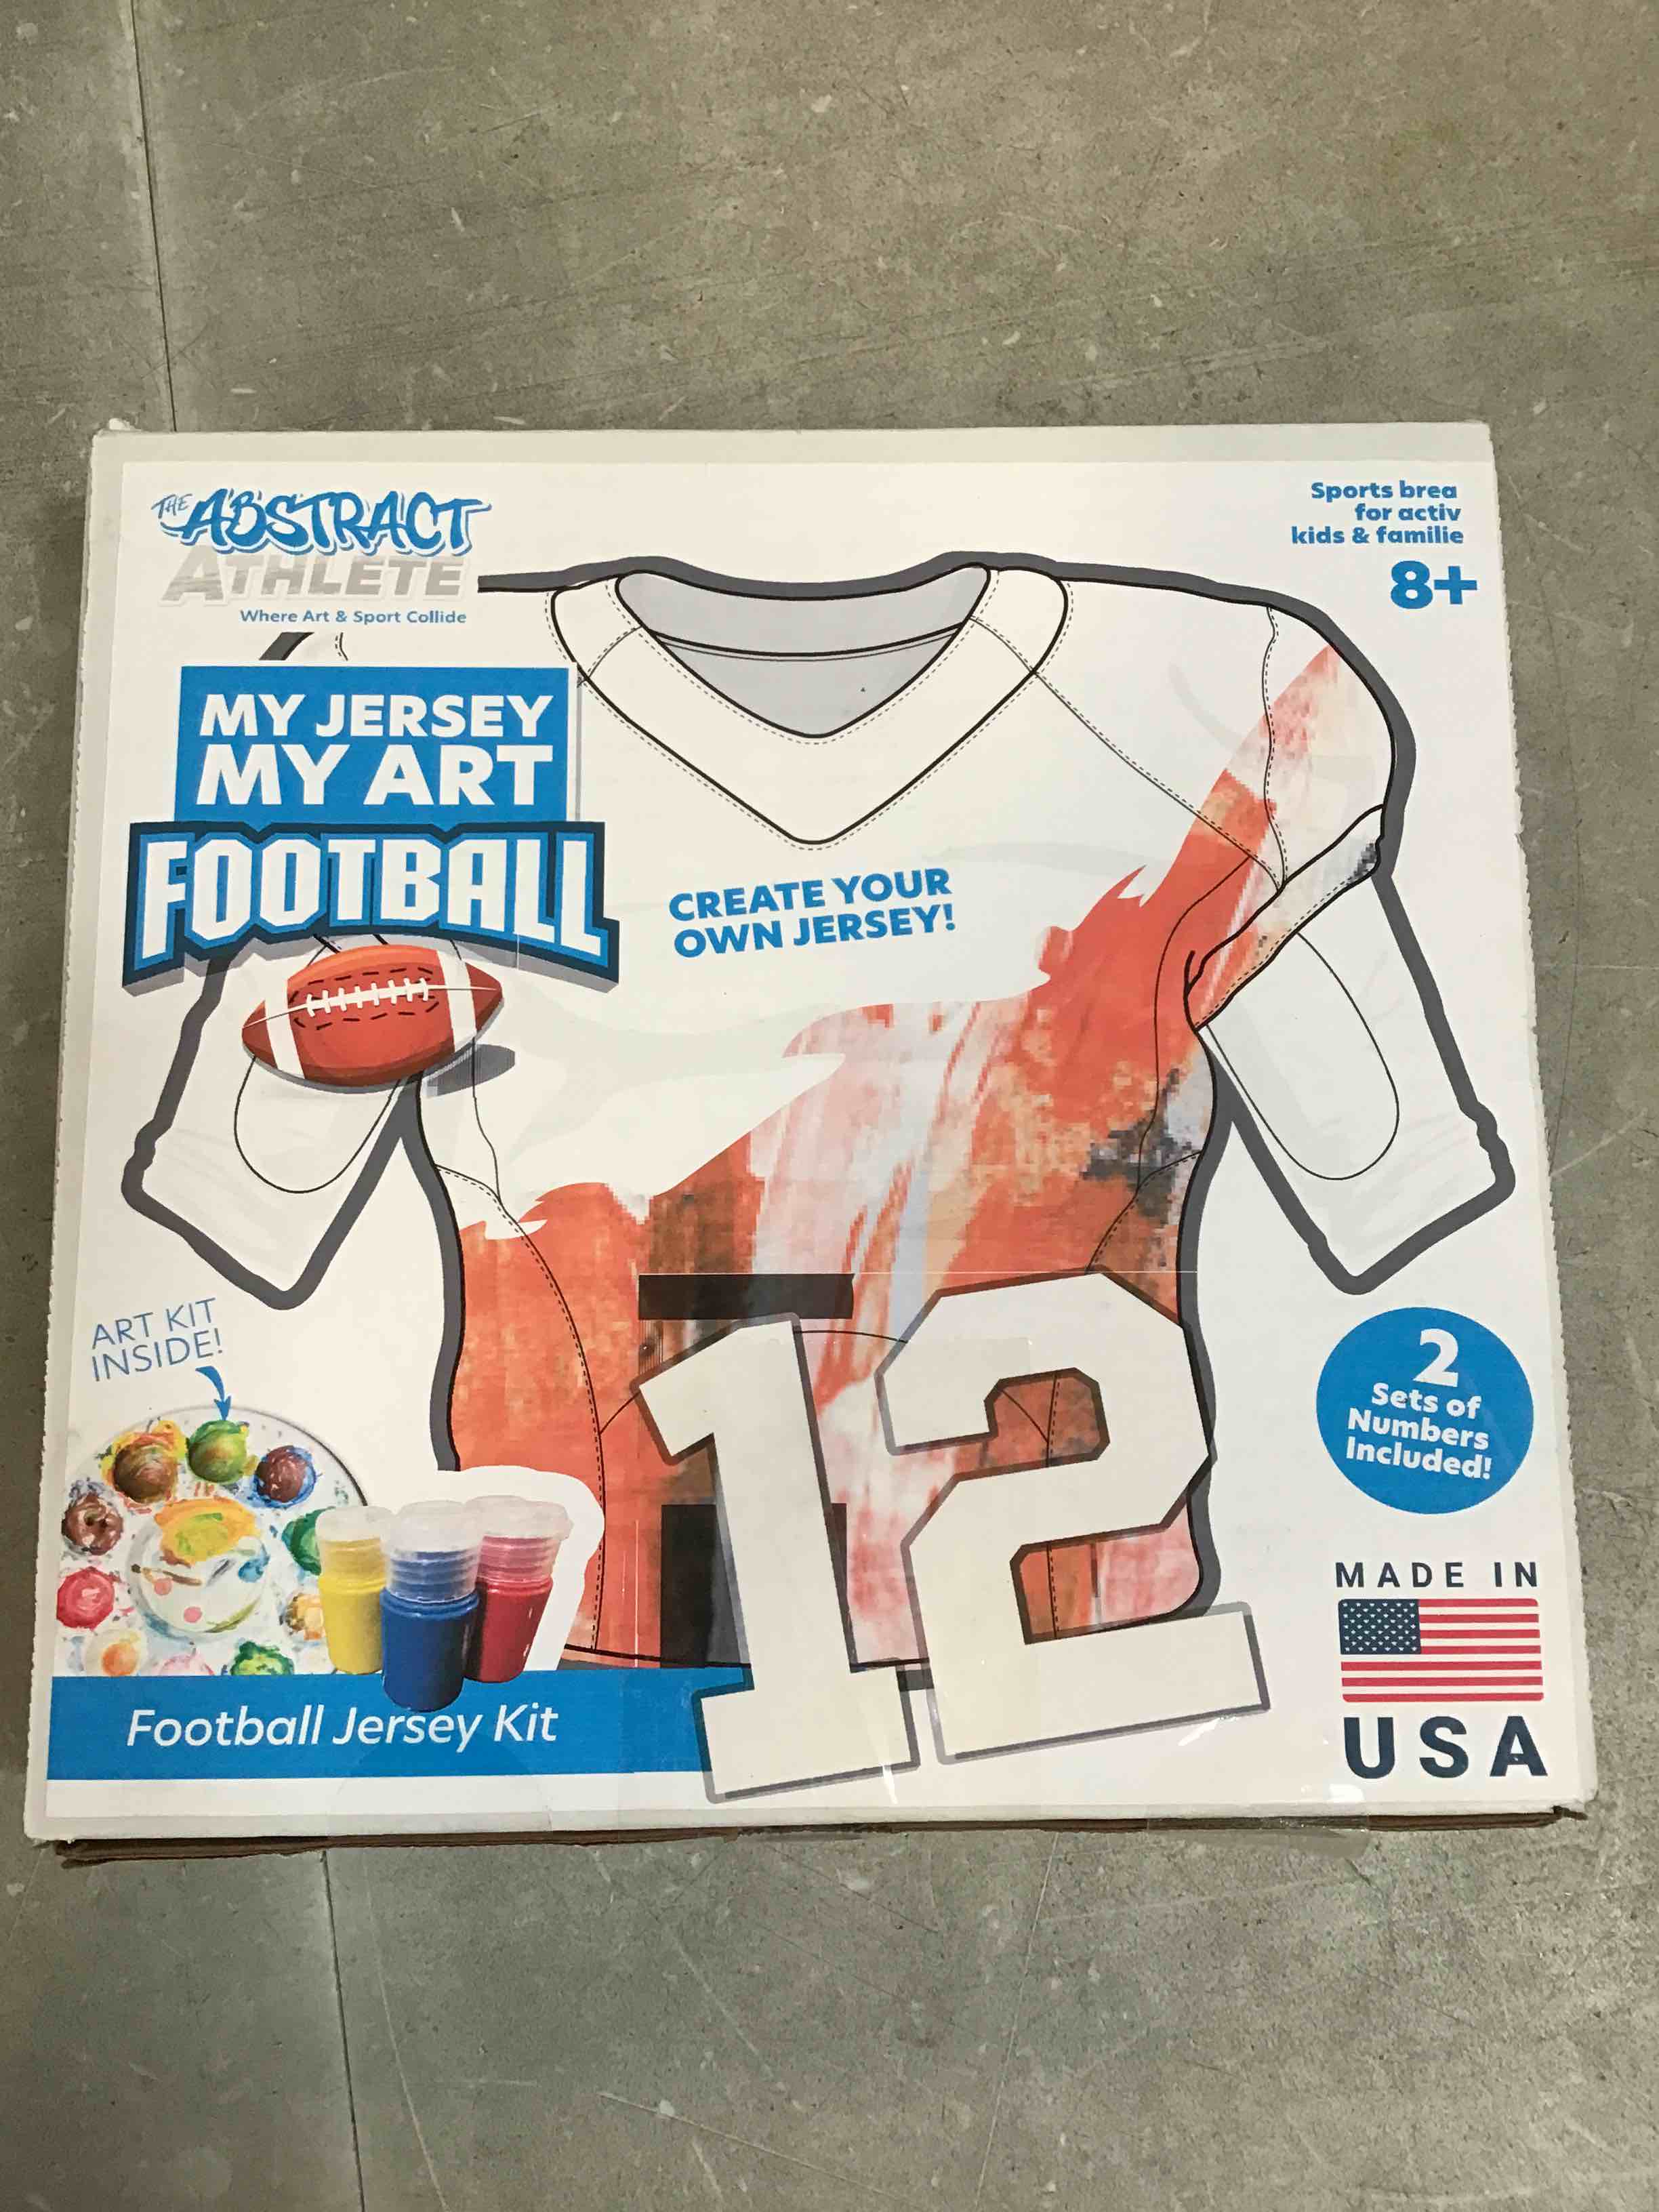 THE ABSTRACT
ATHLETE
Where Art & Sport Collide
Sports brea
for activ
kids & familie
8+
MY JERSEY
MY ART
FOOTBALL
CREATE YOUR
OWN JERSEY!
ART KIT
INSIDE!
12
2
Sets of
Numbers
Included!
MADE IN
USA
Football Jersey Kit